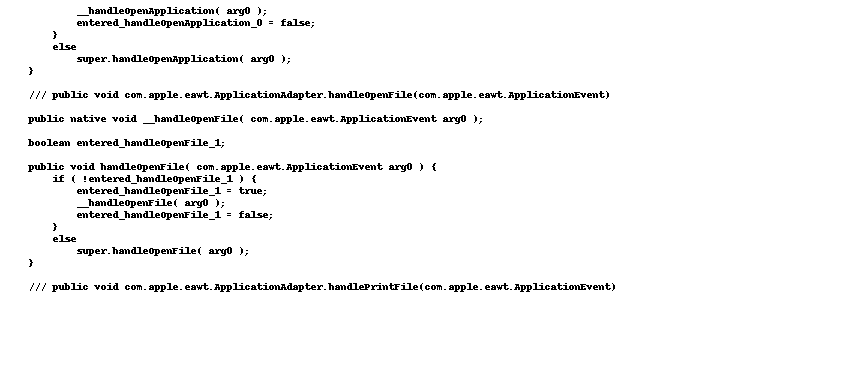 __handleOpenApplication( arg0 );
        entered_handleOpenApplication_0 = false;
    }
    else
        super.handleOpenApplication( arg0 );
}
/// public void com.apple.eawt.ApplicationAdapter.handleOpenFile(com.apple.eawt.ApplicationEvent)
public native void __handleOpenFile( com.apple.eawt.ApplicationEvent arg0 );
boolean entered_handleOpenFile_1;
public void handleOpenFile( com.apple.eawt.ApplicationEvent arg0 ) {
    if ( !entered_handleOpenFile_1 ) {
        entered_handleOpenFile_1 = true;
        __handleOpenFile( arg0 );
        entered_handleOpenFile_1 = false;
    }
    else
        super.handleOpenFile( arg0 );
}
/// public void com.apple.eawt.ApplicationAdapter.handlePrintFile(com.apple.eawt.ApplicationEvent)